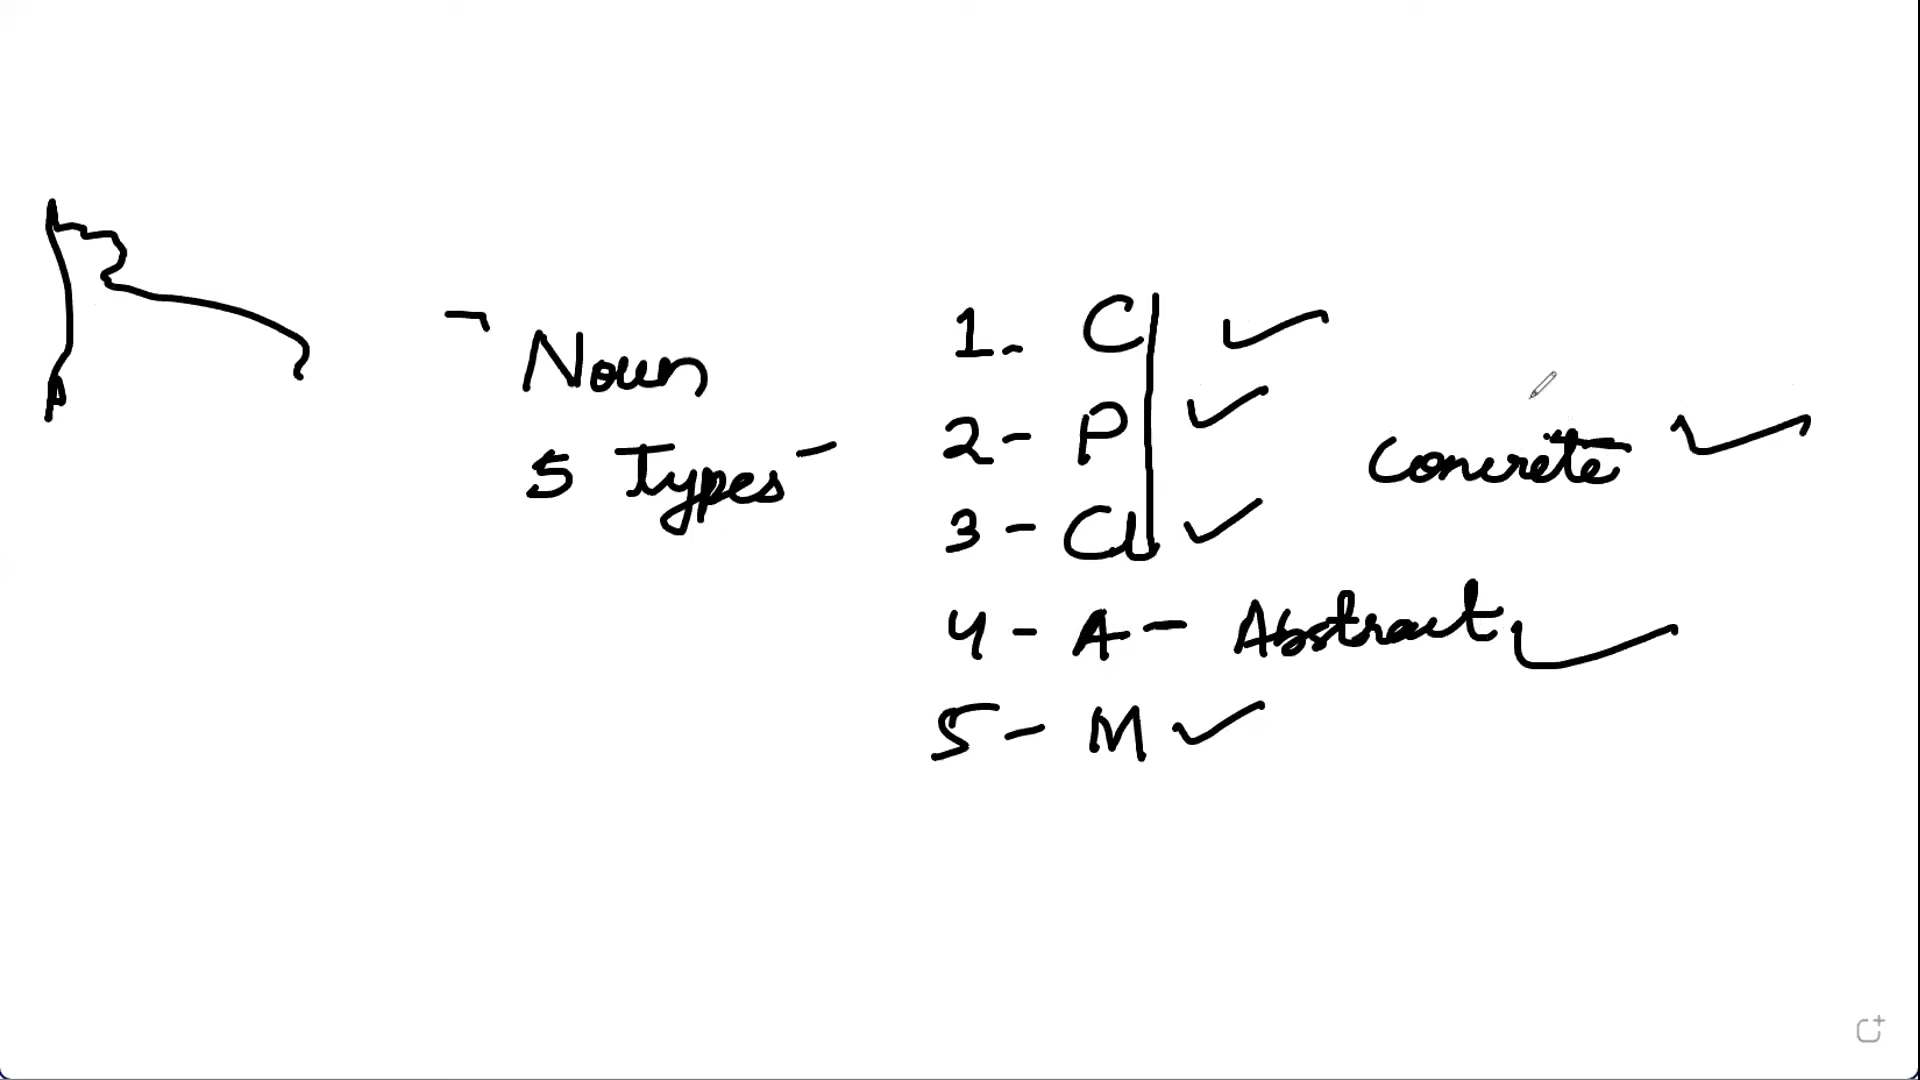 Noun
5 Types -
1 - C
2 - P
3 - CL
4 - A - Abstract
5 - M
Concrete